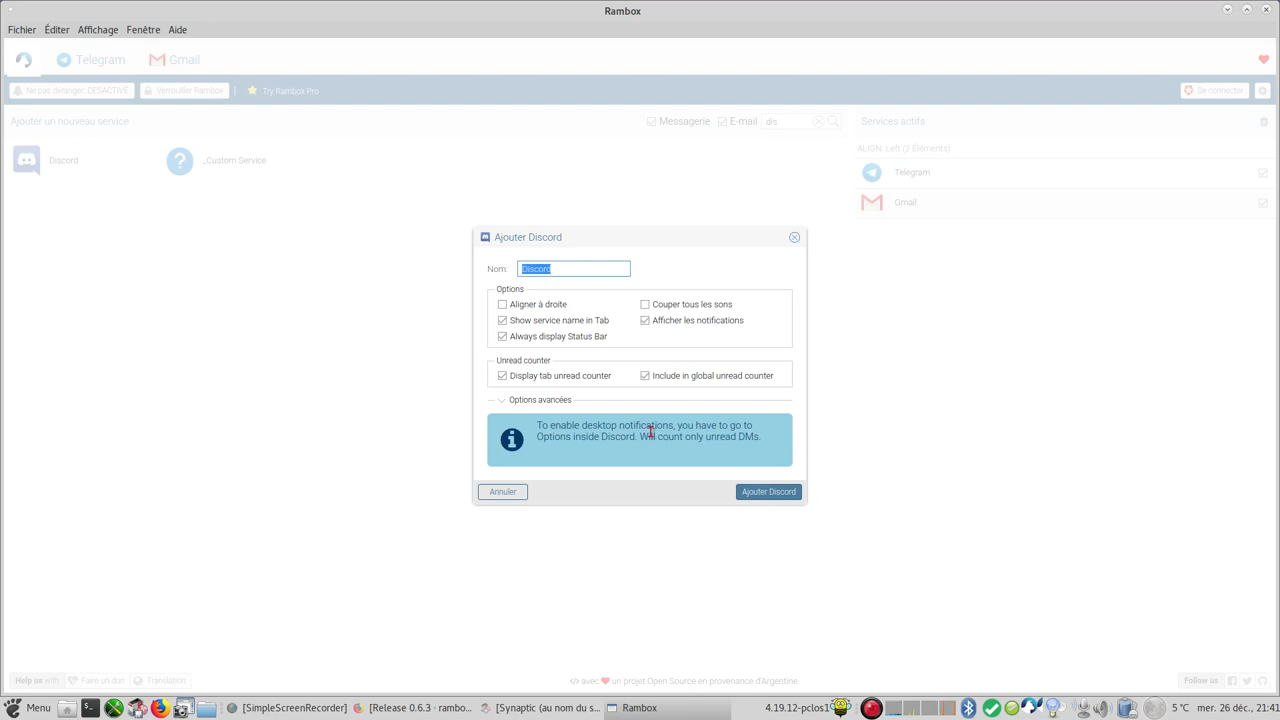 Rambox
Fichier Éditer Affichage Fenêtre Aide
Telegram Gmail
Ne pas déranger: DÉSACTIVÉ Verrouiller Rambox Try Rambox Pro Se connecter
Ajouter un nouveau service Messagerie E-mail dis Services actifs
ALIGN: Left (2 Éléments)
Discord _Custom Service
Telegram
Gmail
Ajouter Discord
Nom: Discord
Options
Aligner à droite Couper tous les sons
Show service name in Tab Afficher les notifications
Always display Status Bar
Unread counter
Display tab unread counter Include in global unread counter
Options avancées
To enable desktop notifications, you have to go to
Options inside Discord. Will count only unread DMs.
Annuler Ajouter Discord
Help us with Faire un don Translation </> avec un projet Open Source en provenance d'Argentine. Follow us
Menu [SimpleScreenRecorder] [Release 0.6.3 · rambo... [Synaptic (au nom du s... Rambox 4.19.12-pclos1 5 °C mer. 26 déc., 21:41